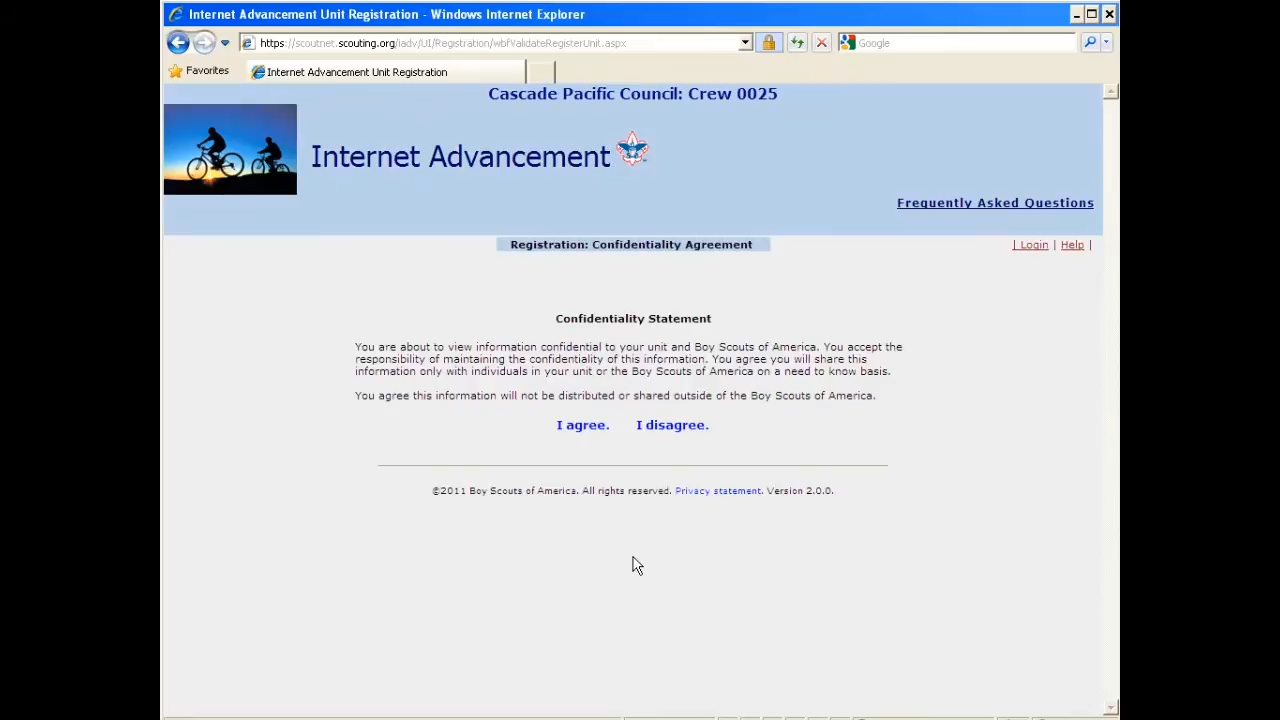 Internet Advancement Unit Registration - Windows Internet Explorer
https://scoutnet.scouting.org/iadv/UI/Registration/wbfValidateRegisterUnit.aspx
Google
Favorites
Internet Advancement Unit Registration
Cascade Pacific Council: Crew 0025
Internet Advancement
Frequently Asked Questions
Registration: Confidentiality Agreement
| Login | Help |
Confidentiality Statement
You are about to view information confidential to your unit and Boy Scouts of America. You accept the
responsibility of maintaining the confidentiality of this information. You agree you will share this
information only with individuals in your unit or the Boy Scouts of America on a need to know basis.
You agree this information will not be distributed or shared outside of the Boy Scouts of America.
I agree. I disagree.
©2011 Boy Scouts of America. All rights reserved. Privacy statement. Version 2.0.0.